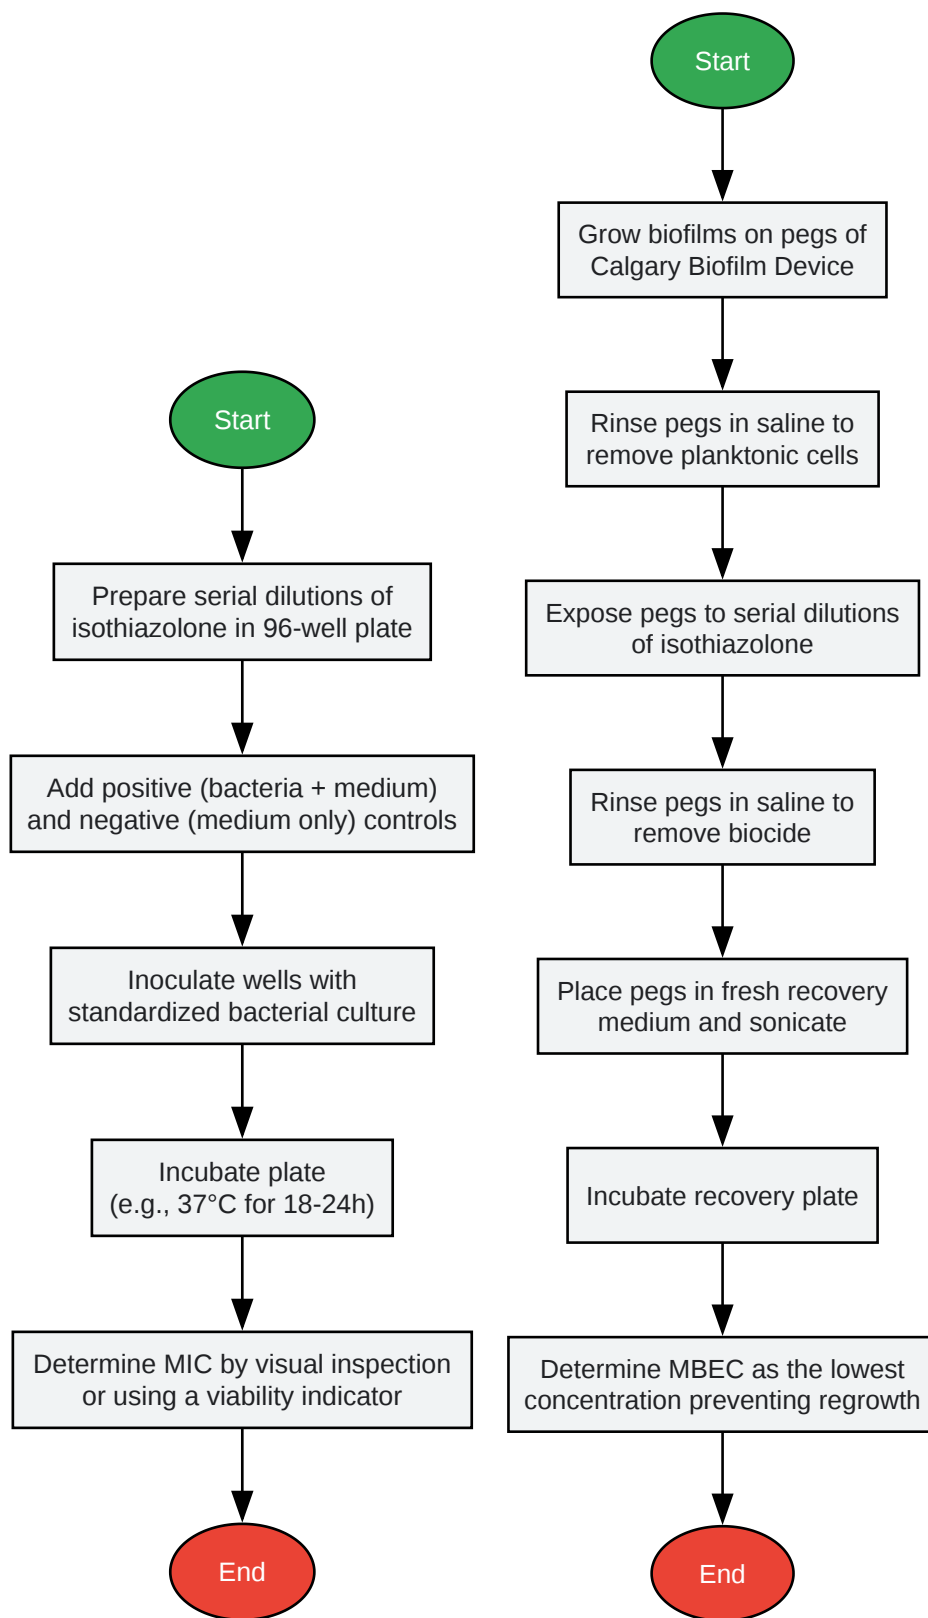 Start
Prepare serial dilutions of
isothiazolone in 96-well plate
Add positive (bacteria + medium)
and negative (medium only) controls
Inoculate wells with
standardized bacterial culture
Incubate plate
(e.g., 37°C for 18-24h)
Determine MIC by visual inspection
or using a viability indicator
End
Start
Grow biofilms on pegs of
Calgary Biofilm Device
Rinse pegs in saline to
remove planktonic cells
Expose pegs to serial dilutions
of isothiazolone
Rinse pegs in saline to
remove biocide
Place pegs in fresh recovery
medium and sonicate
Incubate recovery plate
Determine MBEC as the lowest
concentration preventing regrowth
End